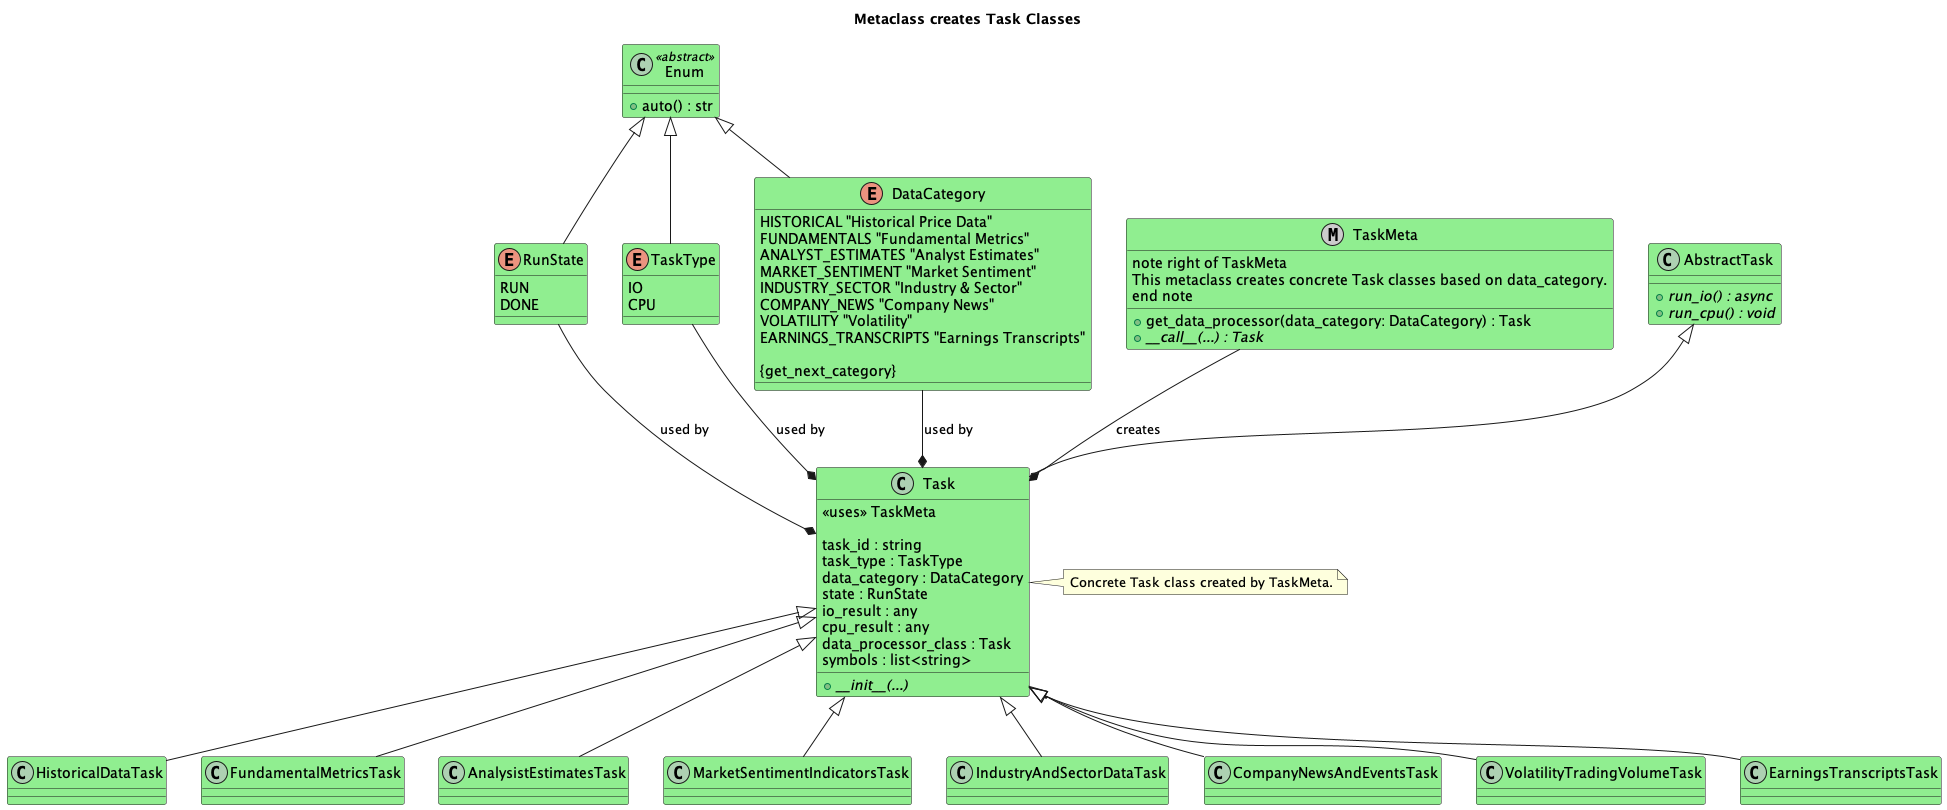 Metaclass creates Task Classes
C «abstract»
Enum
auto() : str
E RunState
RUN
DONE
E TaskType
IO
CPU
E DataCategory
HISTORICAL "Historical Price Data"
FUNDAMENTALS "Fundamental Metrics"
ANALYST_ESTIMATES "Analyst Estimates"
MARKET_SENTIMENT "Market Sentiment"
INDUSTRY_SECTOR "Industry & Sector"
COMPANY_NEWS "Company News"
VOLATILITY "Volatility"
EARNINGS_TRANSCRIPTS "Earnings Transcripts"
{get_next_category}
M TaskMeta
note right of TaskMeta
This metaclass creates concrete Task classes based on data_category.
end note
get_data_processor(data_category: DataCategory) : Task
__call__(...) : Task
C AbstractTask
run_io() : async
run_cpu() : void
used by
used by
used by
creates
C Task
«uses» TaskMeta
task_id : string
task_type : TaskType
data_category : DataCategory
state : RunState
io_result : any
cpu_result : any
data_processor_class : Task
symbols : list<string>
__init__(...)
Concrete Task class created by TaskMeta.
C HistoricalDataTask
C FundamentalMetricsTask
C AnalysistEstimatesTask
C MarketSentimentIndicatorsTask
C IndustryAndSectorDataTask
C CompanyNewsAndEventsTask
C VolatilityTradingVolumeTask
C EarningsTranscriptsTask